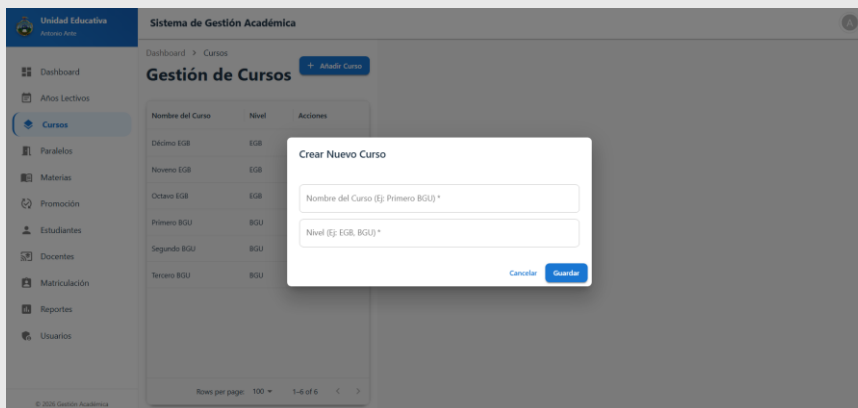 Unidad Educativa
Antonio Ante
Sistema de Gestión Académica
A
Dashboard
Años Lectivos
Cursos
Paralelos
Materias
Promoción
Estudiantes
Docentes
Matriculación
Reportes
Usuarios
© 2026 Gestión Académica
Dashboard > Cursos
Gestión de Cursos
+ Añadir Curso
Nombre del Curso Nivel Acciones
Décimo EGB EGB
Noveno EGB EGB
Octavo EGB EGB
Primero BGU BGU
Segundo BGU BGU
Tercero BGU BGU
Rows per page: 100 1–6 of 6 < >
Crear Nuevo Curso
Nombre del Curso (Ej: Primero BGU) *
Nivel (Ej: EGB, BGU) *
Cancelar Guardar